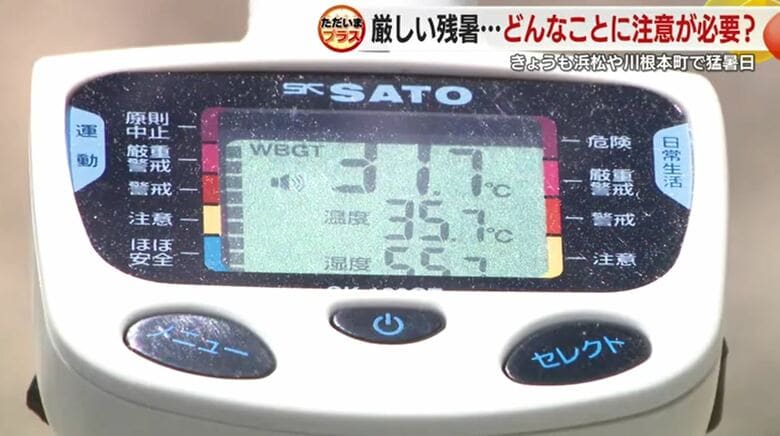 ただいま
プラス
厳しい残暑…どんなことに注意が必要?
きょうも浜松や川根本町で猛暑日
SK SATO
運動
原則
中止
厳重
警戒
警戒
注意
ほぼ
安全
WBGT
31.7℃
温度 35.7℃
湿度 55.7
日常生活
危険
厳重
警戒
警戒
注意
メニュー
セレクト